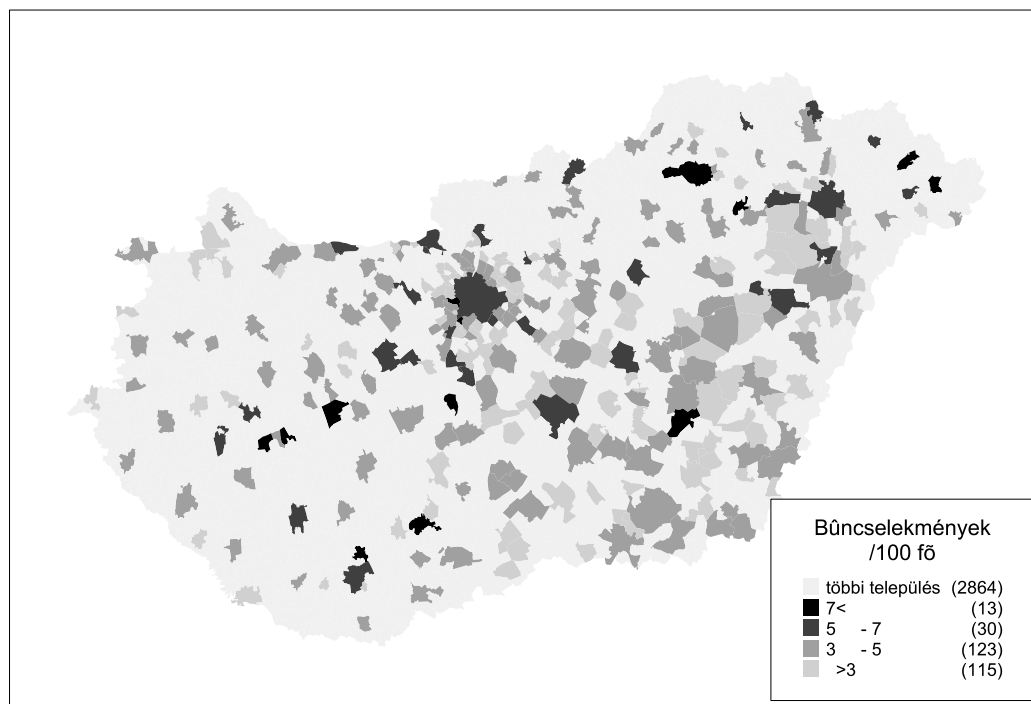 Bûncselekmények
/100 fõ
többi település (2864)
7< (13)
5 - 7 (30)
3 - 5 (123)
>3 (115)